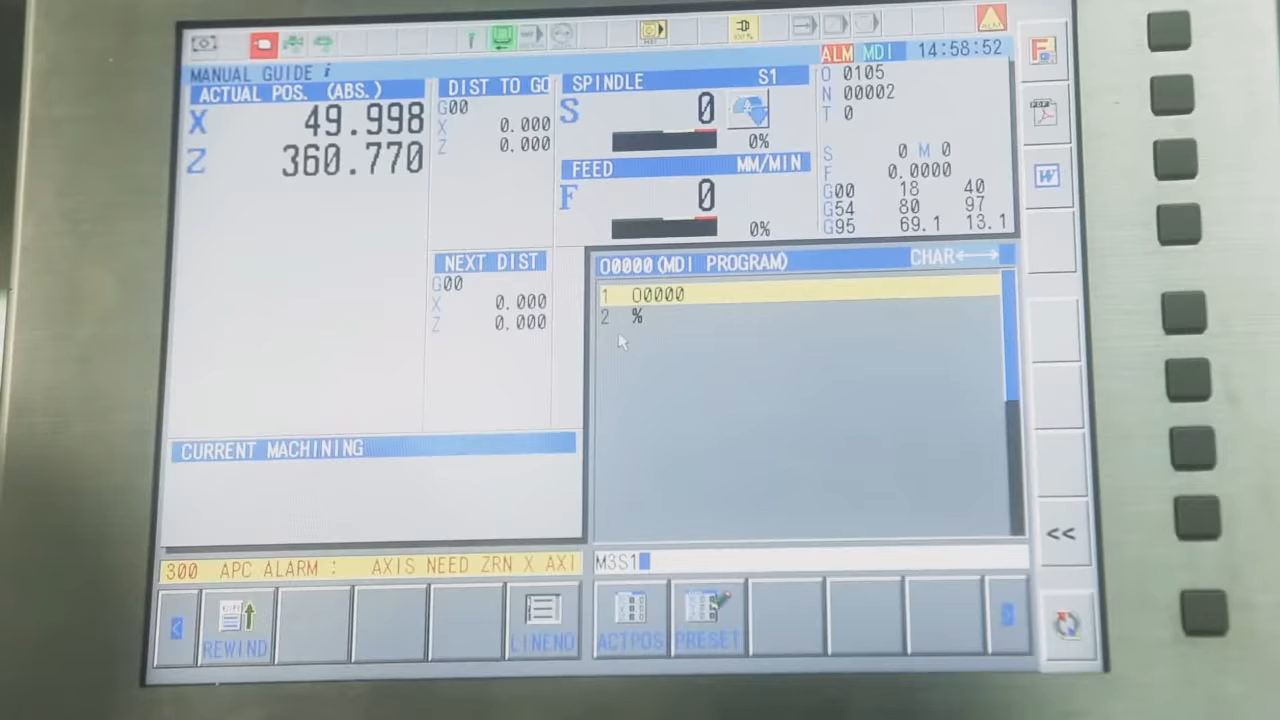 ALM MDI 14:58:52
MANUAL GUIDE i
ACTUAL POS. (ABS.)
X 49.998
Z 360.770
DIST TO GO
G00
X 0.000
Z 0.000
NEXT DIST
G00
X 0.000
Z 0.000
SPINDLE S1
S 0
0%
FEED MM/MIN
F 0
0%
O 0105
N 00002
T 0
S 0 M 0
F 0.0000
G00 18 40
G54 80 97
G95 69.1 13.1
O0000(MDI PROGRAM) CHAR
1 O0000
2 %
CURRENT MACHINING
300 APC ALARM : AXIS NEED ZRN X AXI
M3S1
REWIND
LINENO
ACTPOS
PRESET
<<